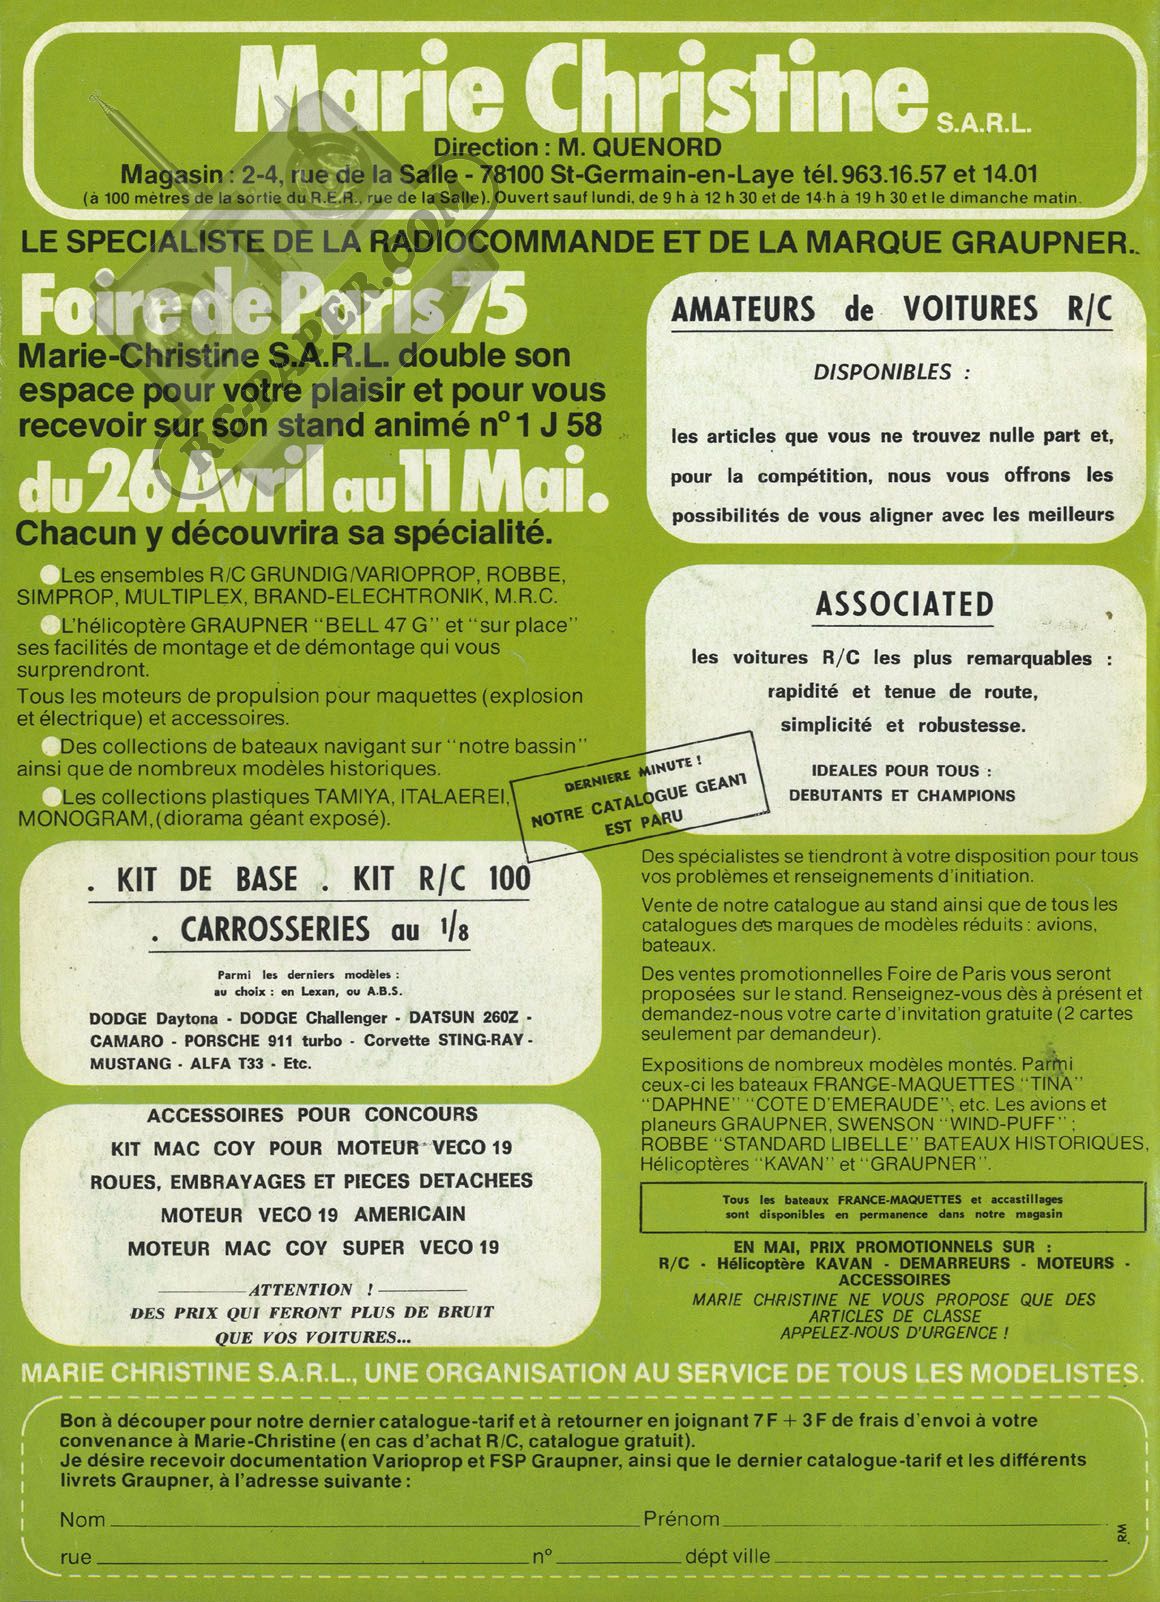 Marie Christine S.A.R.L.
Direction : M. QUENORD
Magasin : 2-4, rue de la Salle - 78100 St-Germain-en-Laye tél. 963.16.57 et 14.01
(à 100 mètres de la sortie du R.E.R., rue de la Salle). Ouvert sauf lundi, de 9 h à 12 h 30 et de 14 h à 19 h 30 et le dimanche matin.
LE SPECIALISTE DE LA RADIOCOMMANDE ET DE LA MARQUE GRAUPNER.
RC-PAPER.COM
Foire de Paris 75
Marie-Christine S.A.R.L. double son
espace pour votre plaisir et pour vous
recevoir sur son stand animé n° 1 J 58
du 26 Avril au 11 Mai.
Chacun y découvrira sa spécialité.
Les ensembles R/C GRUNDIG/VARIOPROP, ROBBE,
SIMPROP, MULTIPLEX, BRAND-ELECHTRONIK, M.R.C.
L'hélicoptère GRAUPNER "BELL 47 G" et "sur place"
ses facilités de montage et de démontage qui vous
surprendront.
Tous les moteurs de propulsion pour maquettes (explosion
et électrique) et accessoires.
Des collections de bateaux navigant sur "notre bassin"
ainsi que de nombreux modèles historiques.
Les collections plastiques TAMIYA, ITALAEREI,
MONOGRAM, (diorama géant exposé).
AMATEURS de VOITURES R/C
DISPONIBLES :
les articles que vous ne trouvez nulle part et,
pour la compétition, nous vous offrons les
possibilités de vous aligner avec les meilleurs
ASSOCIATED
les voitures R/C les plus remarquables :
rapidité et tenue de route,
simplicité et robustesse.
IDEALES POUR TOUS :
DEBUTANTS ET CHAMPIONS
DERNIERE MINUTE !
NOTRE CATALOGUE GEANT
EST PARU
. KIT DE BASE . KIT R/C 100
. CARROSSERIES au 1/8
Parmi les derniers modèles :
au choix : en Lexan, ou A.B.S.
DODGE Daytona - DODGE Challenger - DATSUN 260Z -
CAMARO - PORSCHE 911 turbo - Corvette STING-RAY -
MUSTANG - ALFA T33 - Etc.
ACCESSOIRES POUR CONCOURS
KIT MAC COY POUR MOTEUR VECO 19
ROUES, EMBRAYAGES ET PIECES DETACHEES
MOTEUR VECO 19 AMERICAIN
MOTEUR MAC COY SUPER VECO 19
ATTENTION !
DES PRIX QUI FERONT PLUS DE BRUIT
QUE VOS VOITURES...
Des spécialistes se tiendront à votre disposition pour tous
vos problèmes et renseignements d'initiation.
Vente de notre catalogue au stand ainsi que de tous les
catalogues des marques de modèles réduits : avions,
bateaux.
Des ventes promotionnelles Foire de Paris vous seront
proposées sur le stand. Renseignez-vous dès à présent et
demandez-nous votre carte d'invitation gratuite (2 cartes
seulement par demandeur).
Expositions de nombreux modèles montés. Parmi
ceux-ci les bateaux FRANGE-MAQUETTES "TINA"
"DAPHNE" "COTE D'EMERAUDE", etc. Les avions et
planeurs GRAUPNER, SWENSON "WIND-PUFF" ;
ROBBE "STANDARD LIBELLE" BATEAUX HISTORIQUES,
Hélicoptères "KAVAN" et "GRAUPNER".
Tous les bateaux FRANCE-MAQUETTES et accastillages
sont disponibles en permanence dans notre magasin
EN MAI, PRIX PROMOTIONNELS SUR :
R/C - Hélicoptère KAVAN - DEMARREURS - MOTEURS -
ACCESSOIRES
MARIE CHRISTINE NE VOUS PROPOSE QUE DES
ARTICLES DE CLASSE
APPELEZ-NOUS D'URGENCE !
MARIE CHRISTINE S.A.R.L., UNE ORGANISATION AU SERVICE DE TOUS LES MODELISTES.
Bon à découper pour notre dernier catalogue-tarif et à retourner en joignant 7 F + 3 F de frais d'envoi à votre
convenance à Marie-Christine (en cas d'achat R/C, catalogue gratuit).
Je désire recevoir documentation Varioprop et FSP Graupner, ainsi que le dernier catalogue-tarif et les différents
livrets Graupner, à l'adresse suivante :
Nom Prénom
rue n° dépt ville
RM